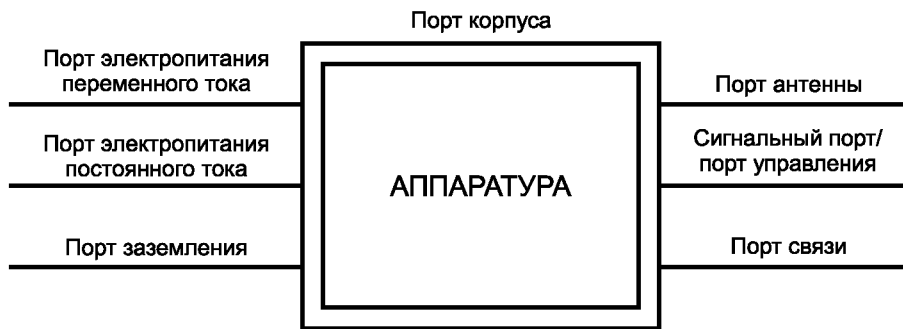 Порт корпуса
Порт электропитания
переменного тока
Порт антенны
Порт электропитания
постоянного тока
Сигнальный порт/
порт управления
АППАРАТУРА
Порт заземления
Порт связи